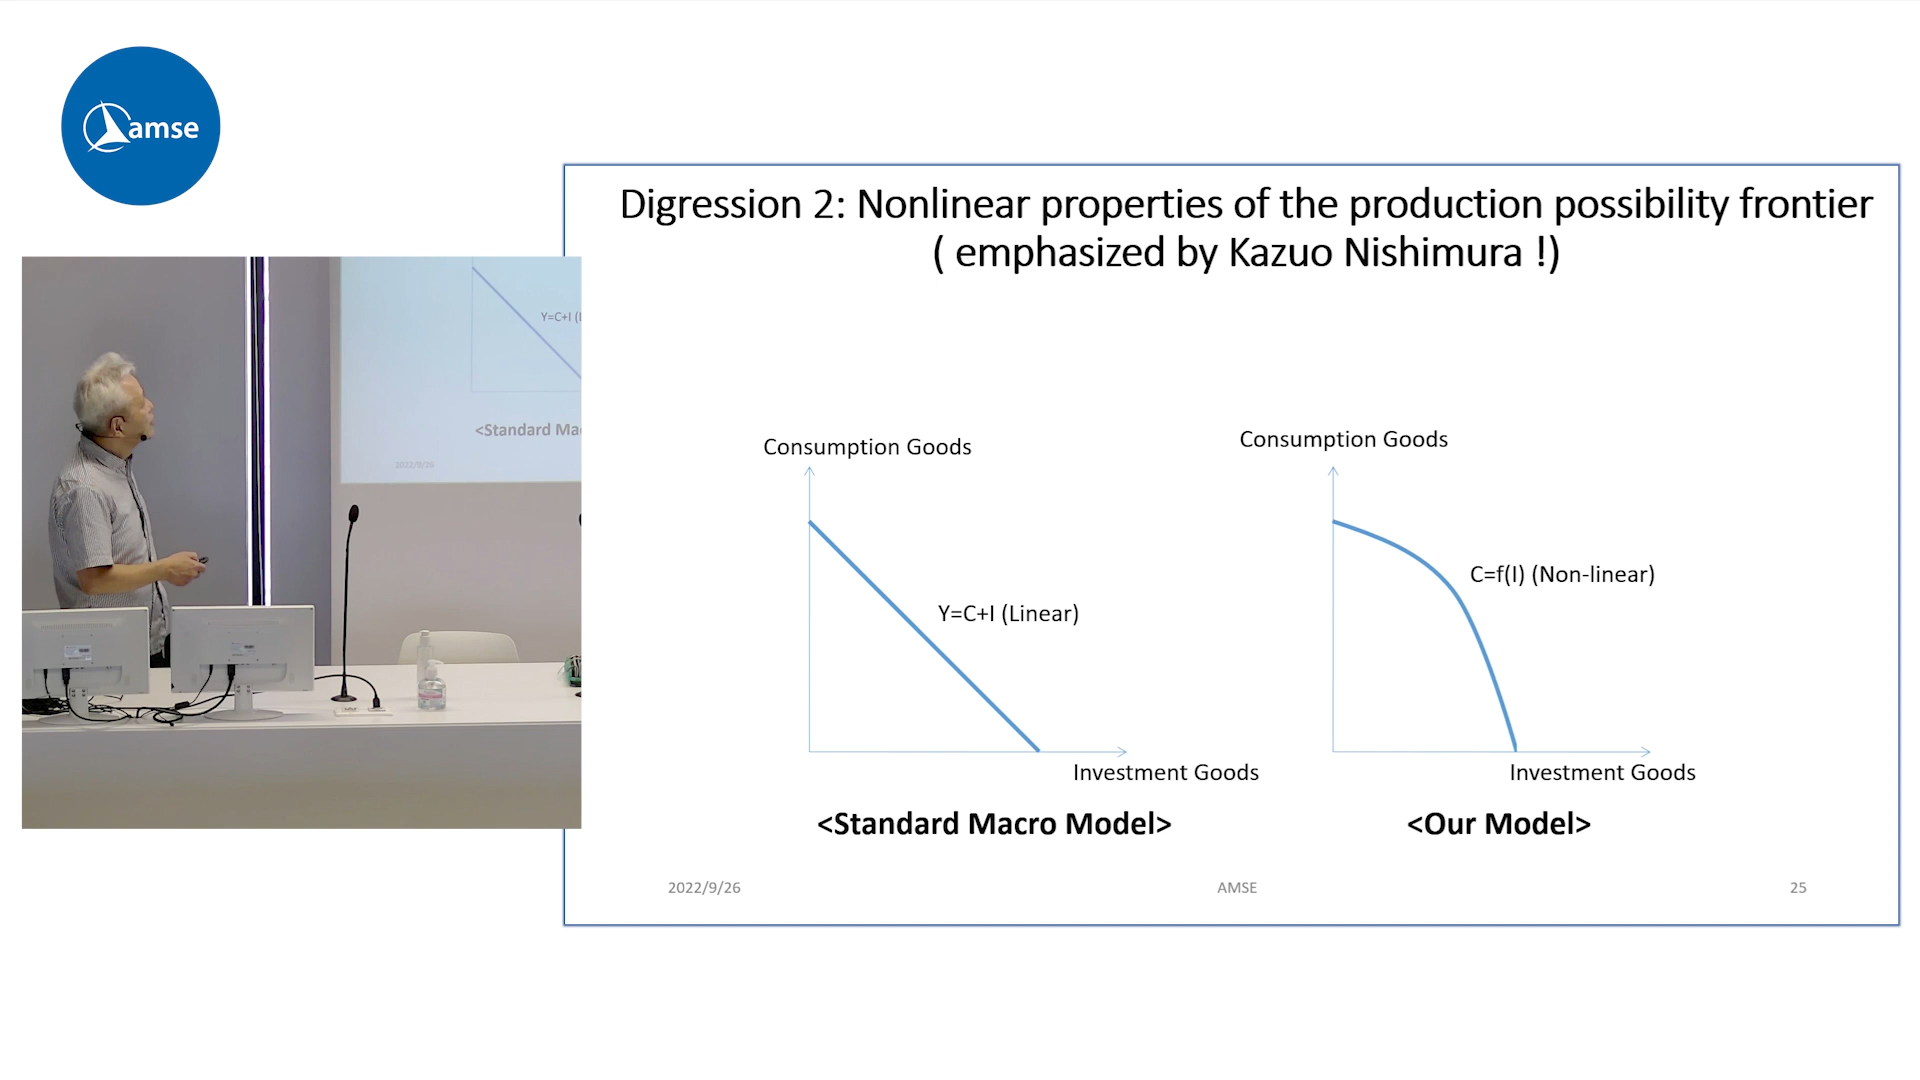 amse
Digression 2: Nonlinear properties of the production possibility frontier
( emphasized by Kazuo Nishimura !)
Consumption Goods
Y=C+I (Linear)
Investment Goods
<Standard Macro Model>
Consumption Goods
C=f(I) (Non-linear)
Investment Goods
<Our Model>
2022/9/26
AMSE
25
Y=C+I (
<Standard Ma
2022/9/26